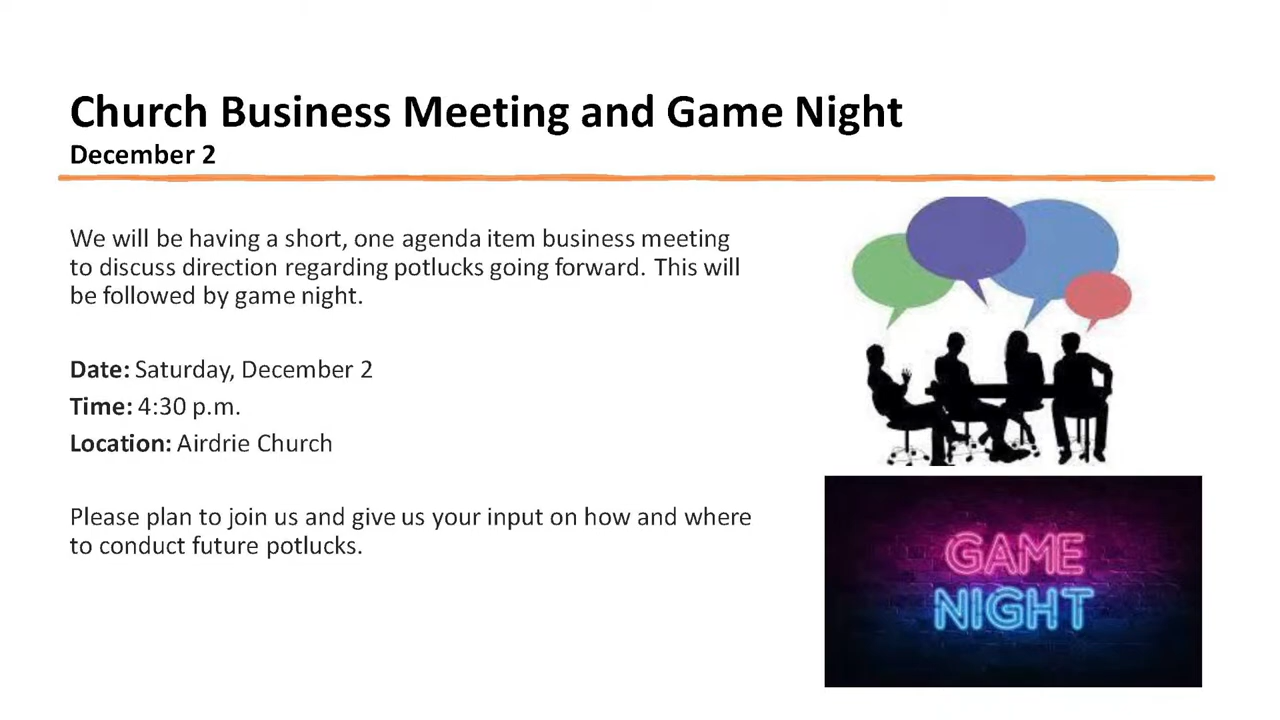 Church Business Meeting and Game Night
December 2
We will be having a short, one agenda item business meeting
to discuss direction regarding potlucks going forward. This will
be followed by game night.
Date: Saturday, December 2
Time: 4:30 p.m.
Location: Airdrie Church
Please plan to join us and give us your input on how and where
to conduct future potlucks.
GAME
NIGHT